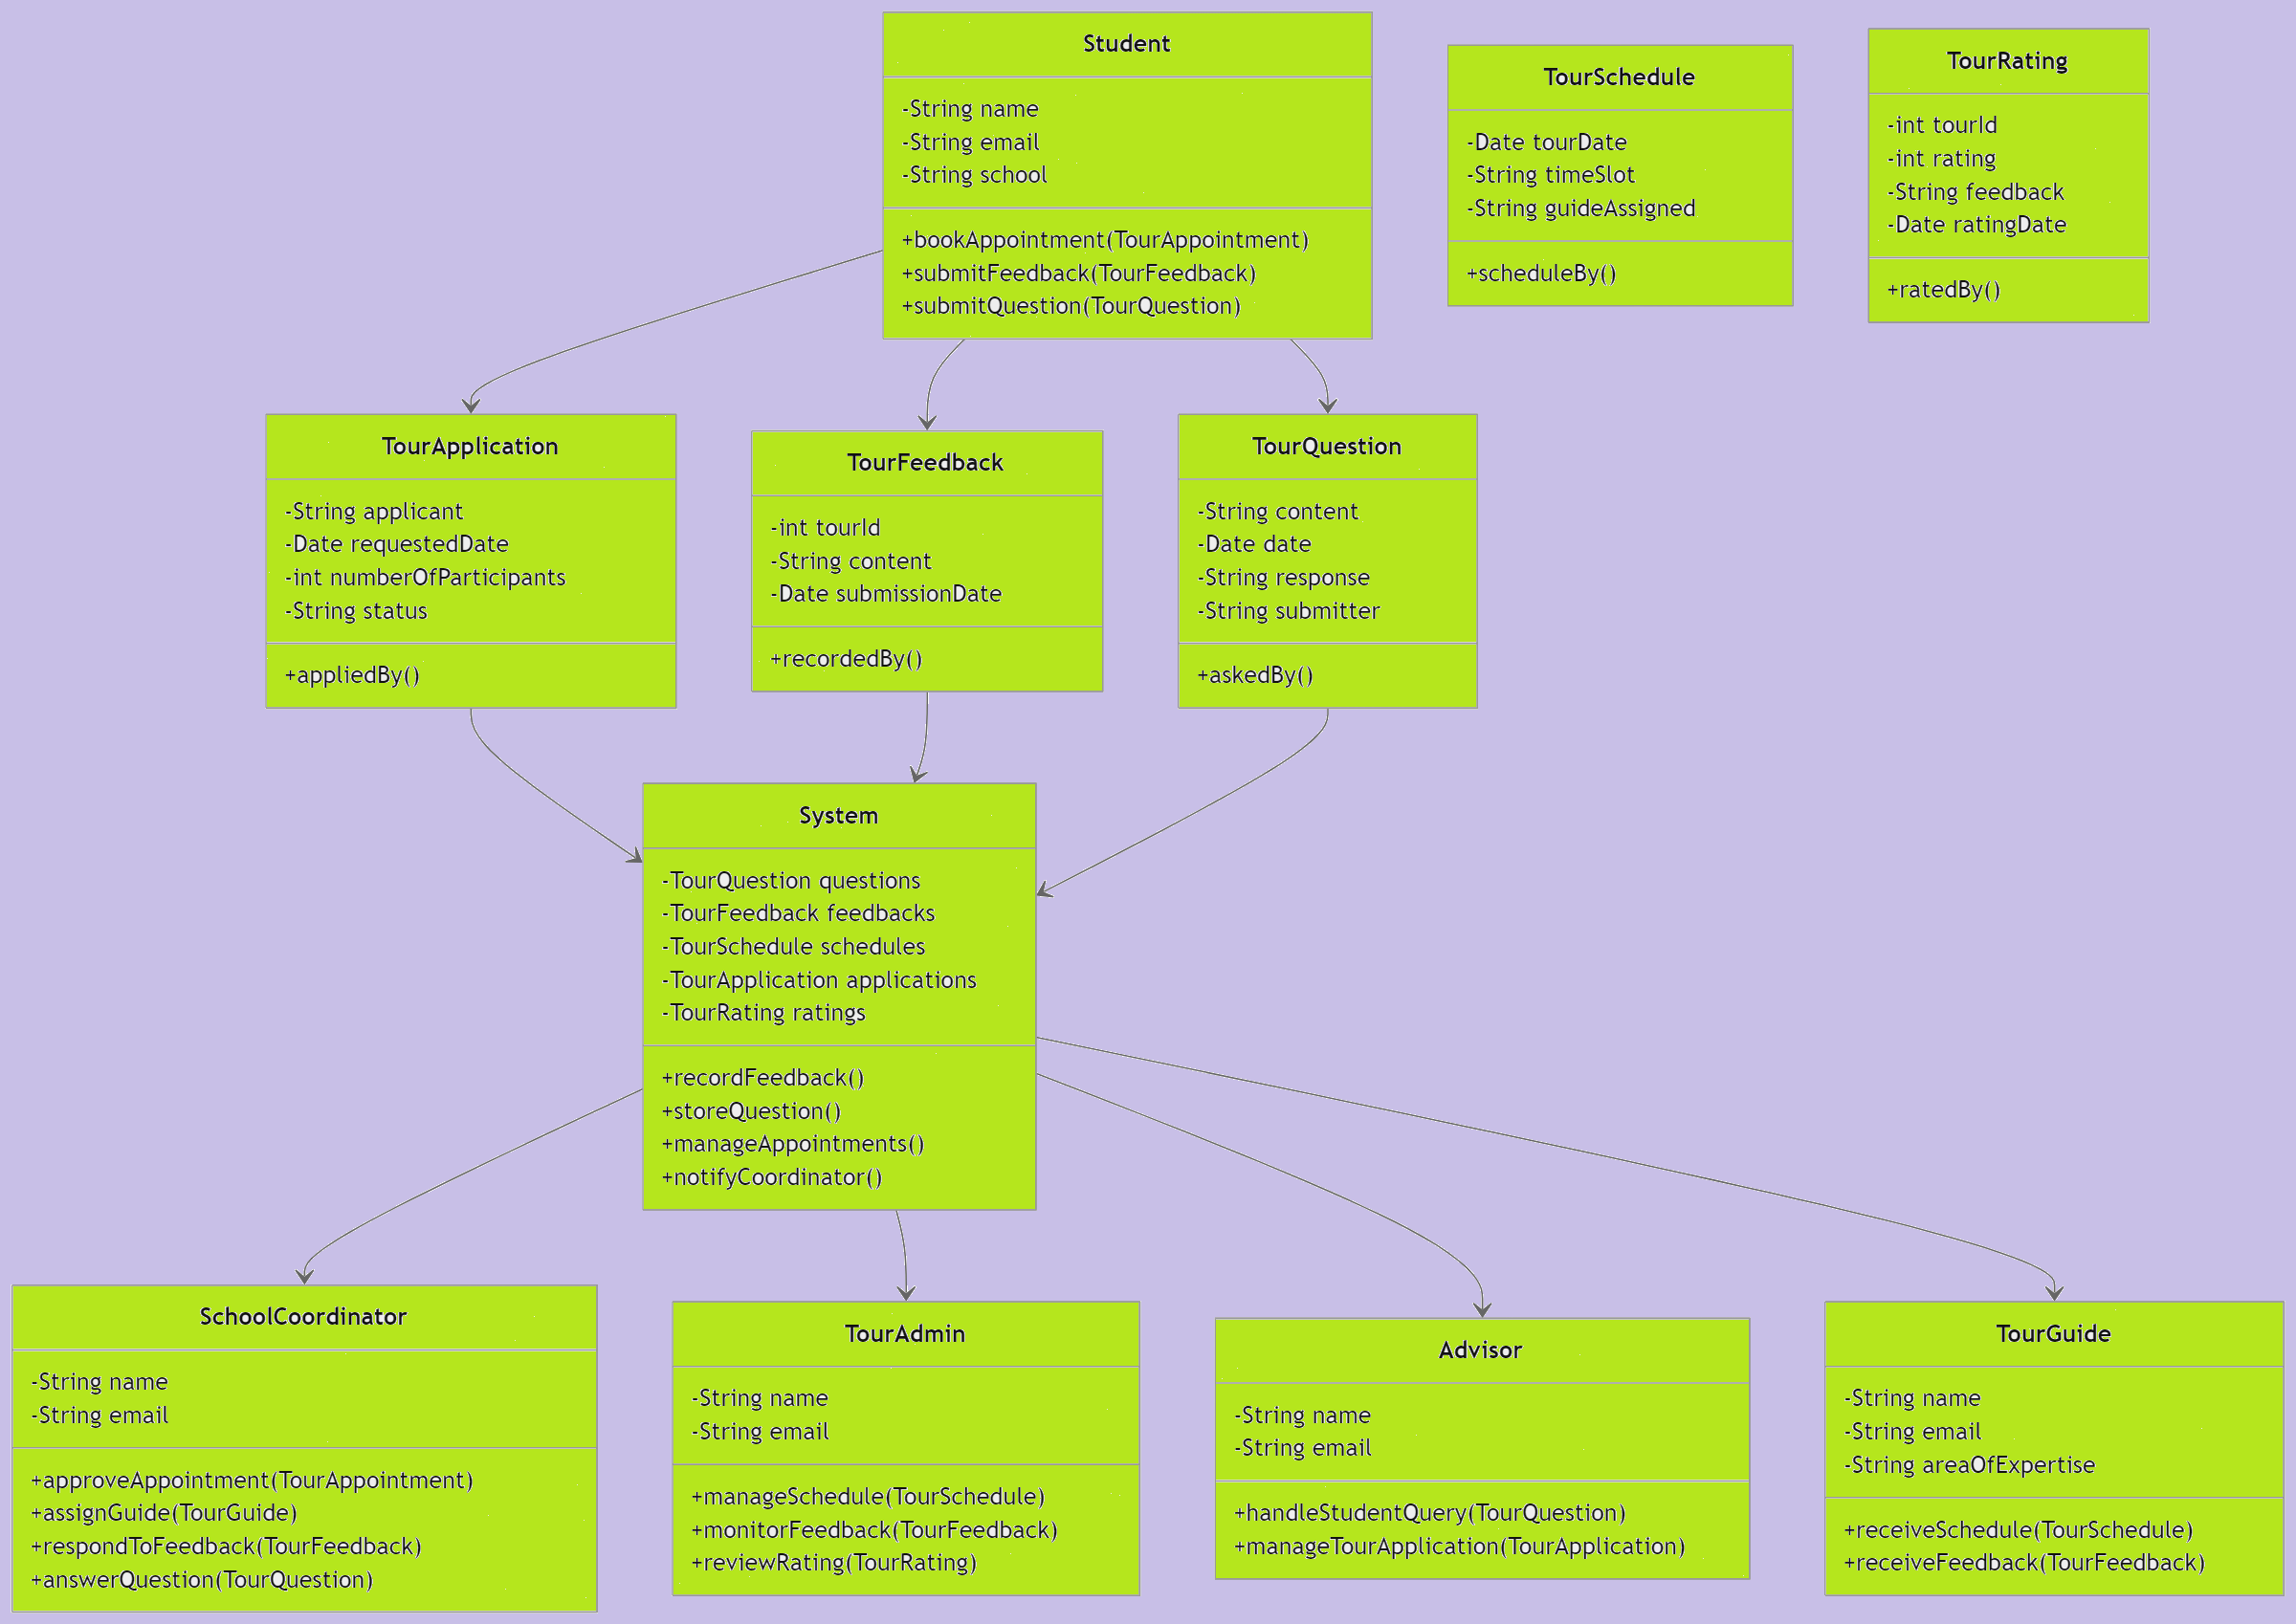 Student
-String name
-String email
-String school
+bookAppointment(TourAppointment)
+submitFeedback(TourFeedback)
+submitQuestion(TourQuestion)
TourSchedule
-Date tourDate
-String timeSlot
-String guideAssigned
+scheduleBy()
TourRating
-int tourId
-int rating
-String feedback
-Date ratingDate
+ratedBy()
TourApplication
-String applicant
-Date requestedDate
-int numberOfParticipants
-String status
+appliedBy()
TourFeedback
-int tourId
-String content
-Date submissionDate
+recordedBy()
TourQuestion
-String content
-Date date
-String response
-String submitter
+askedBy()
System
-TourQuestion questions
-TourFeedback feedbacks
-TourSchedule schedules
-TourApplication applications
-TourRating ratings
+recordFeedback()
+storeQuestion()
+manageAppointments()
+notifyCoordinator()
SchoolCoordinator
-String name
-String email
+approveAppointment(TourAppointment)
+assignGuide(TourGuide)
+respondToFeedback(TourFeedback)
+answerQuestion(TourQuestion)
TourAdmin
-String name
-String email
+manageSchedule(TourSchedule)
+monitorFeedback(TourFeedback)
+reviewRating(TourRating)
Advisor
-String name
-String email
+handleStudentQuery(TourQuestion)
+manageTourApplication(TourApplication)
TourGuide
-String name
-String email
-String areaOfExpertise
+receiveSchedule(TourSchedule)
+receiveFeedback(TourFeedback)